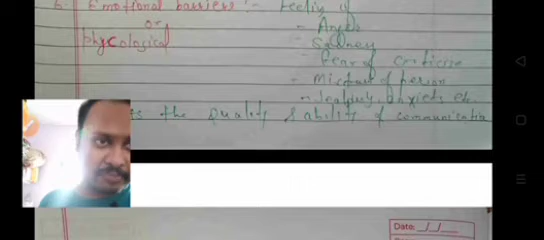 6. Emotional barriers :- Feeling of
or - Anger
Phycological - Sadney
- Fear of criticise
- Mistrust of person
- Jealousy, Anxiety etc.
the Quality & ability of communication
Date: